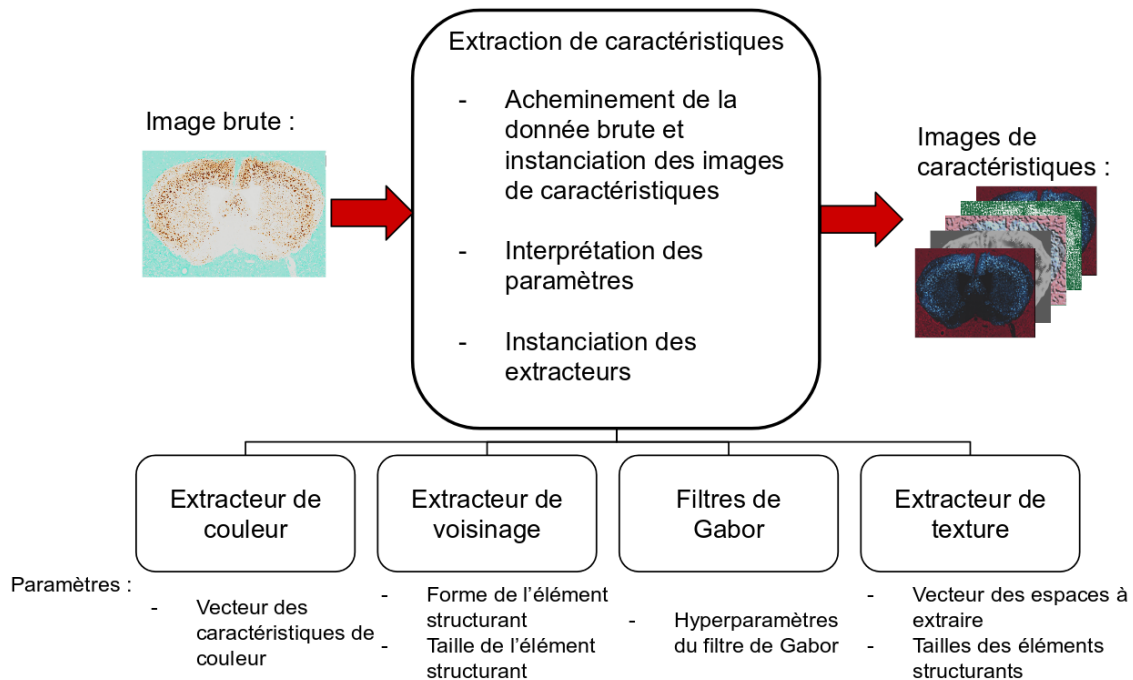 Extraction de caractéristiques
- Acheminement de la
donnée brute et
instanciation des images
de caractéristiques
- Interprétation des
paramètres
- Instanciation des
extracteurs
Image brute :
Images de
caractéristiques :
Extracteur de
couleur
Extracteur de
voisinage
Filtres de
Gabor
Extracteur de
texture
Paramètres :
- Vecteur des
caractéristiques de
couleur
- Forme de l’élément
structurant
- Taille de l’élément
structurant
- Hyperparamètres
du filtre de Gabor
- Vecteur des espaces à
extraire
- Tailles des éléments
structurants